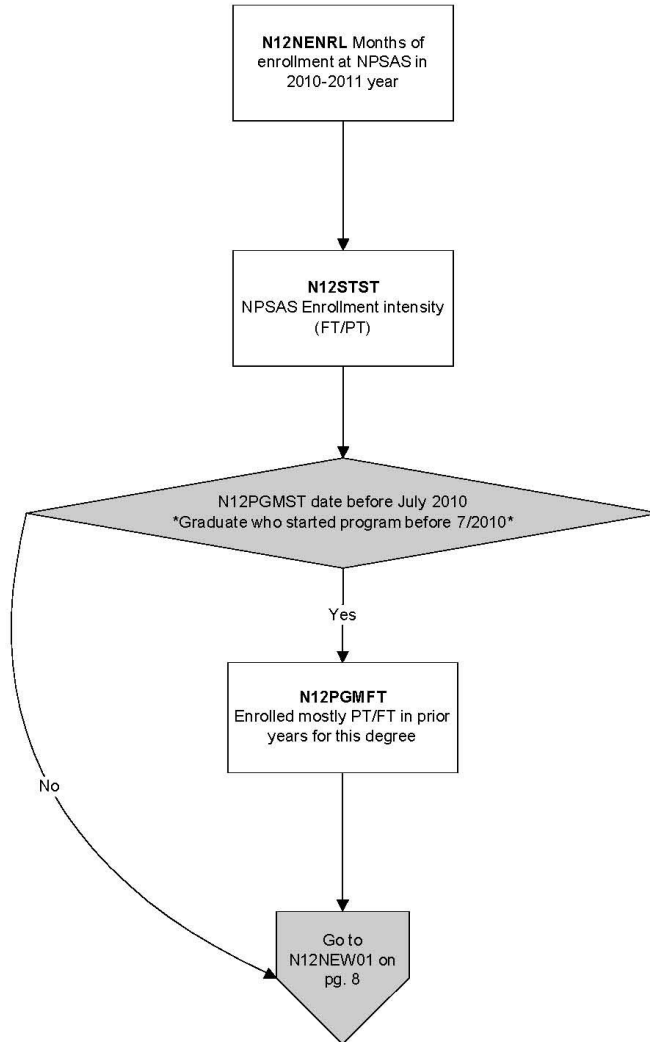 N12NENRL Months of
enrollment at NPSAS in
2010-2011 year
N12STST
NPSAS Enrollment intensity
(FT/PT)
N12PGMST date before July 2010
*Graduate who started program before 7/2010*
Yes
N12PGMFT
Enrolled mostly PT/FT in prior
years for this degree
No
Go to
N12NEW01 on
pg. 8